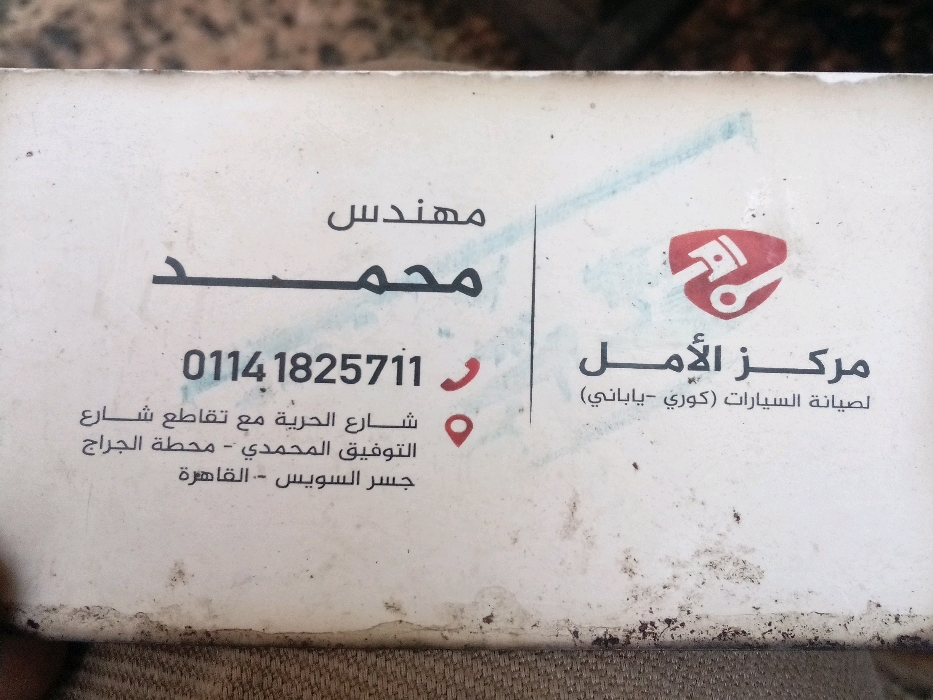 مركز الأمل
لصيانة السيارات (كوري -ياباني)
مهندس
محمد
01141825711
شارع الحرية مع تقاطع شارع
التوفيق المحمدي - محطة الجراج
جسر السويس - القاهرة